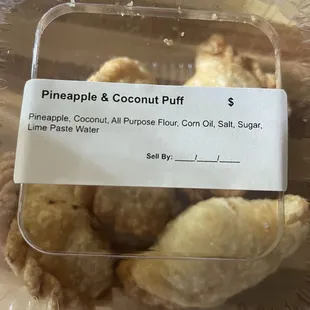 Pineapple & Coconut Puff $
Pineapple, Coconut, All Purpose Flour, Corn Oil, Salt, Sugar,
Lime Paste Water
Sell By: ____/____/____